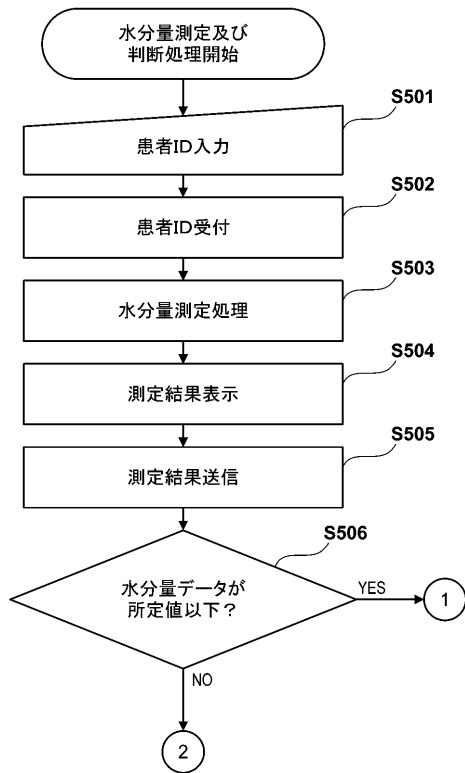 水分量測定及び
判断処理開始
S501
患者ID入力
S502
患者ID受付
S503
水分量測定処理
S504
測定結果表示
S505
測定結果送信
S506
水分量データが
所定値以下？
YES
1
NO
2